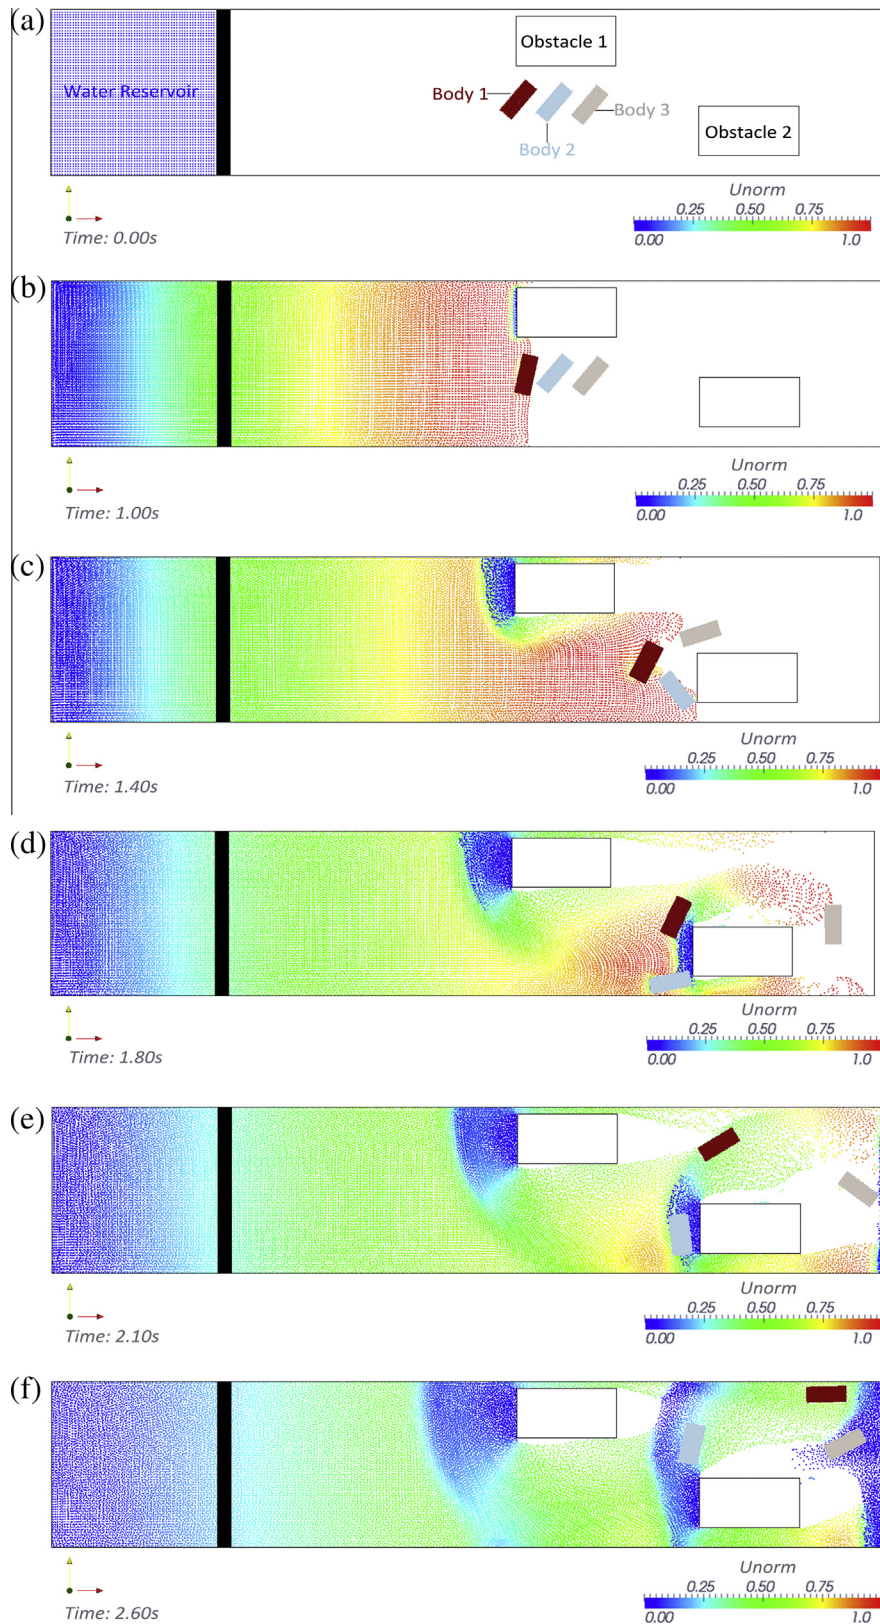 (a)
Obstacle 1
Water Reservoir
Body 1
Body 3
Obstacle 2
Body 2
Unorm
0.25 0.50 0.75
0.00 1.0
Time: 0.00s
(b)
Unorm
0.25 0.50 0.75
0.00 1.0
Time: 1.00s
(c)
Unorm
0.25 0.50 0.75
0.00 1.0
Time: 1.40s
(d)
Unorm
0.25 0.50 0.75
0.00 1.0
Time: 1.80s
(e)
Unorm
0.25 0.50 0.75
0.00 1.0
Time: 2.10s
(f)
Unorm
0.25 0.50 0.75
0.00 1.0
Time: 2.60s